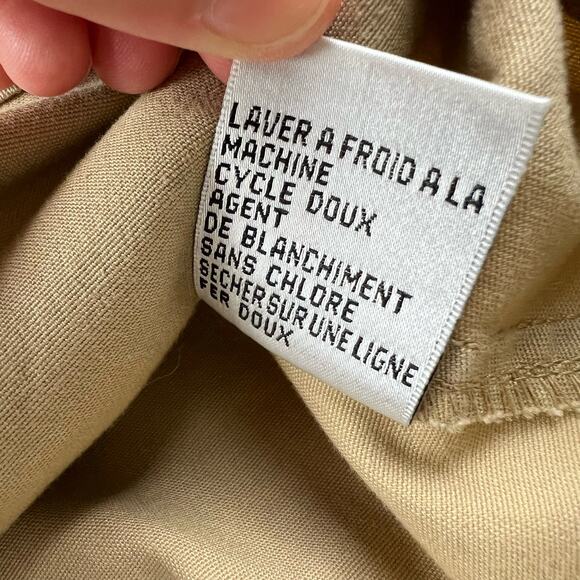 LAVER A FROID A LA
MACHINE
CYCLE DOUX
AGENT
DE BLANCHIMENT
SANS CHLORE
SECHER SUR UNE LIGNE
FER DOUX